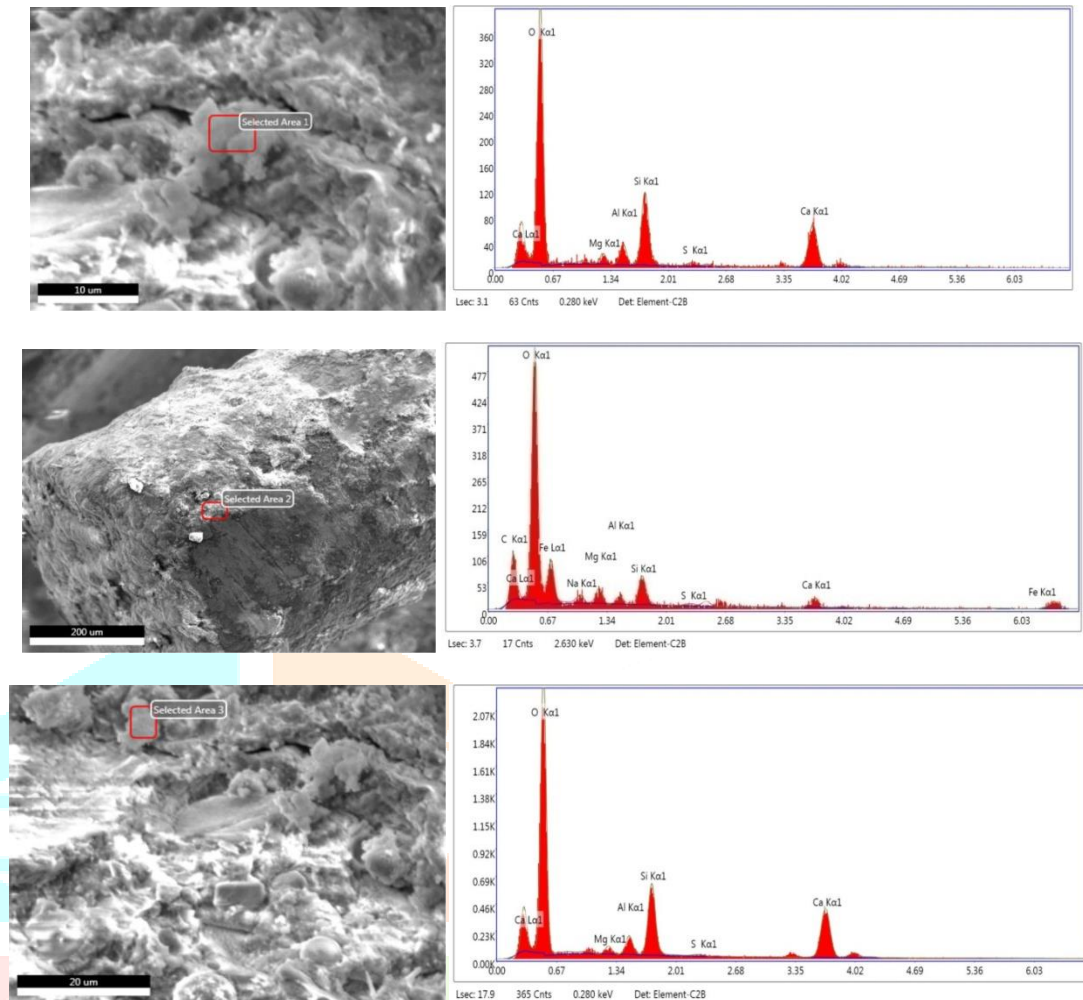 Selected Area 1
10 um
360
320
280
240
200
160
120
80
40
O Kα1
Ca Lα1
Mg Kα1
Al Kα1
Si Kα1
S Kα1
Ca Kα1
0.00 0.67 1.34 2.01 2.68 3.35 4.02 4.69 5.36 6.03
Lsec: 3.1 63 Cnts 0.280 keV Det: Element-C2B
Selected Area 2
200 um
477
424
371
318
265
212
159
106
53
0
O Kα1
C Kα1
Ca Lα1
Fe Lα1
Na Kα1
Mg Kα1
Al Kα1
Si Kα1
S Kα1
Ca Kα1
Fe Kα1
0.00 0.67 1.34 2.01 2.68 3.35 4.02 4.69 5.36 6.03
Lsec: 3.7 17 Cnts 2.630 keV Det: Element-C2B
Selected Area 3
20 um
2.07K
1.84K
1.61K
1.38K
1.15K
0.92K
0.69K
0.46K
0.23K
0.00K
O Kα1
Ca Lα1
Mg Kα1
Al Kα1
Si Kα1
S Kα1
Ca Kα1
0.00 0.67 1.34 2.01 2.68 3.35 4.02 4.69 5.36 6.03
Lsec: 17.9 365 Cnts 0.280 keV Det: Element-C2B